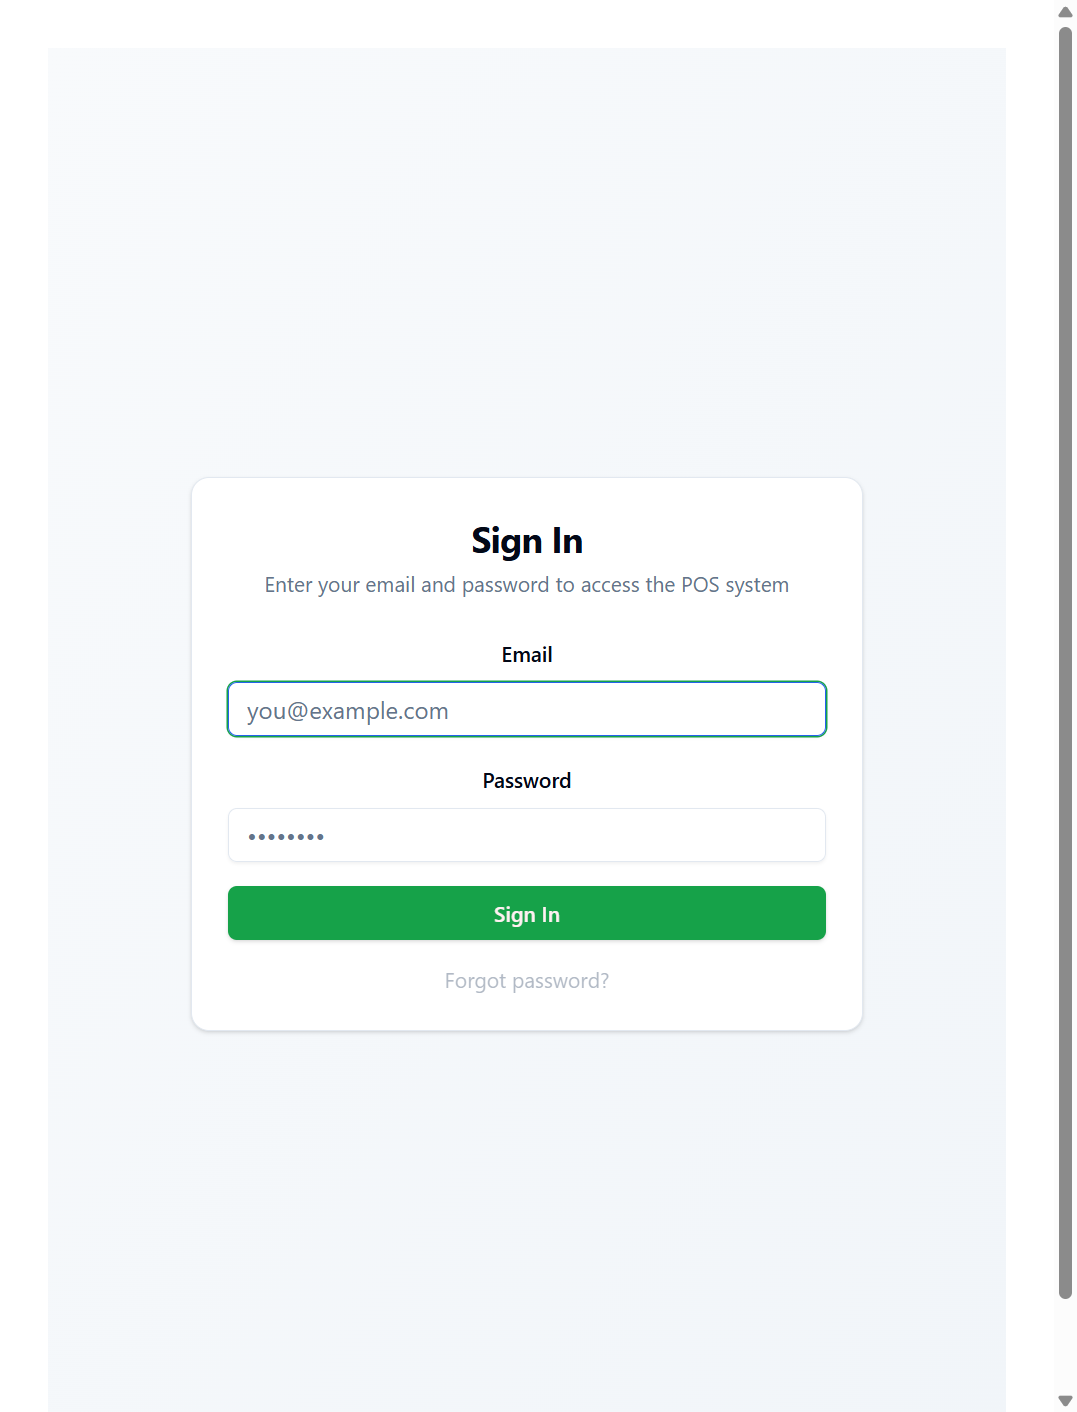 Sign In
Enter your email and password to access the POS system
Email
you@example.com
Password
••••••••
Sign In
Forgot password?